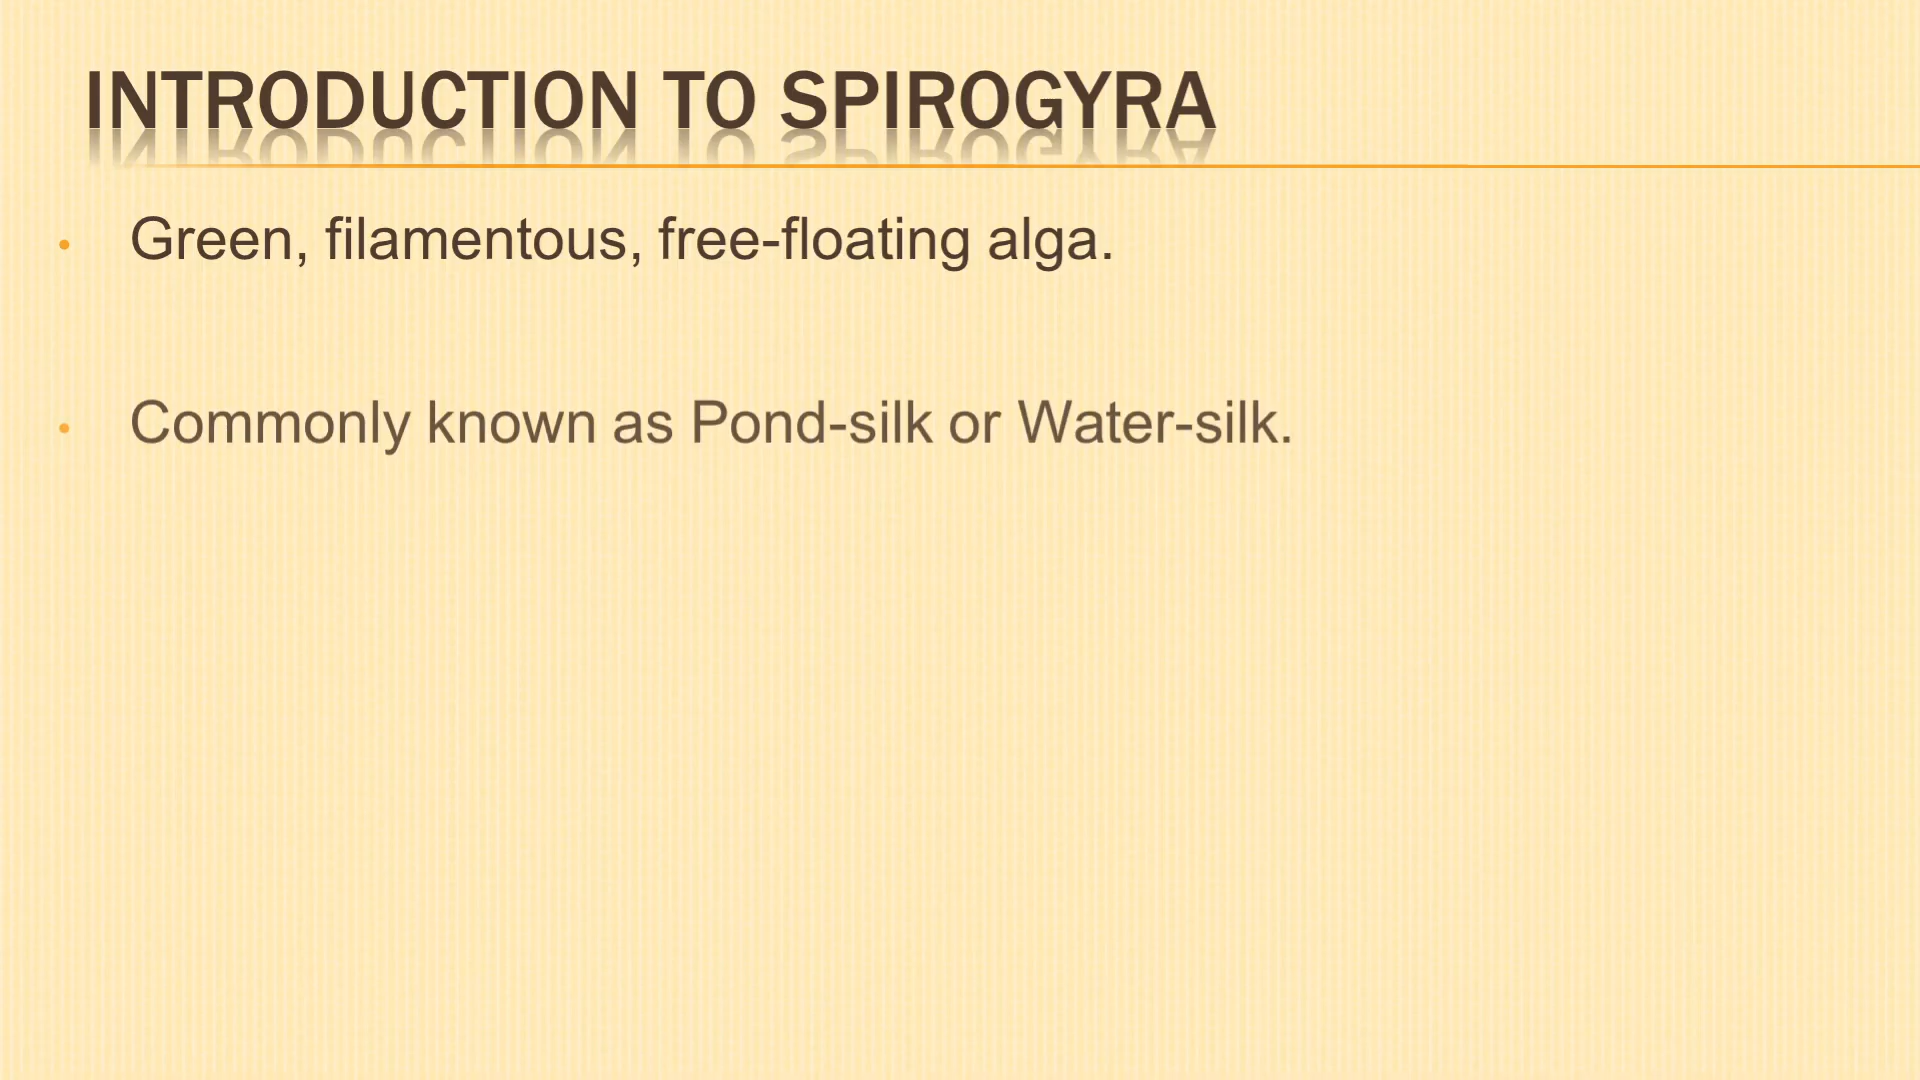 INTRODUCTION TO SPIROGYRA
• Green, filamentous, free-floating alga.
• Commonly known as Pond-silk or Water-silk.